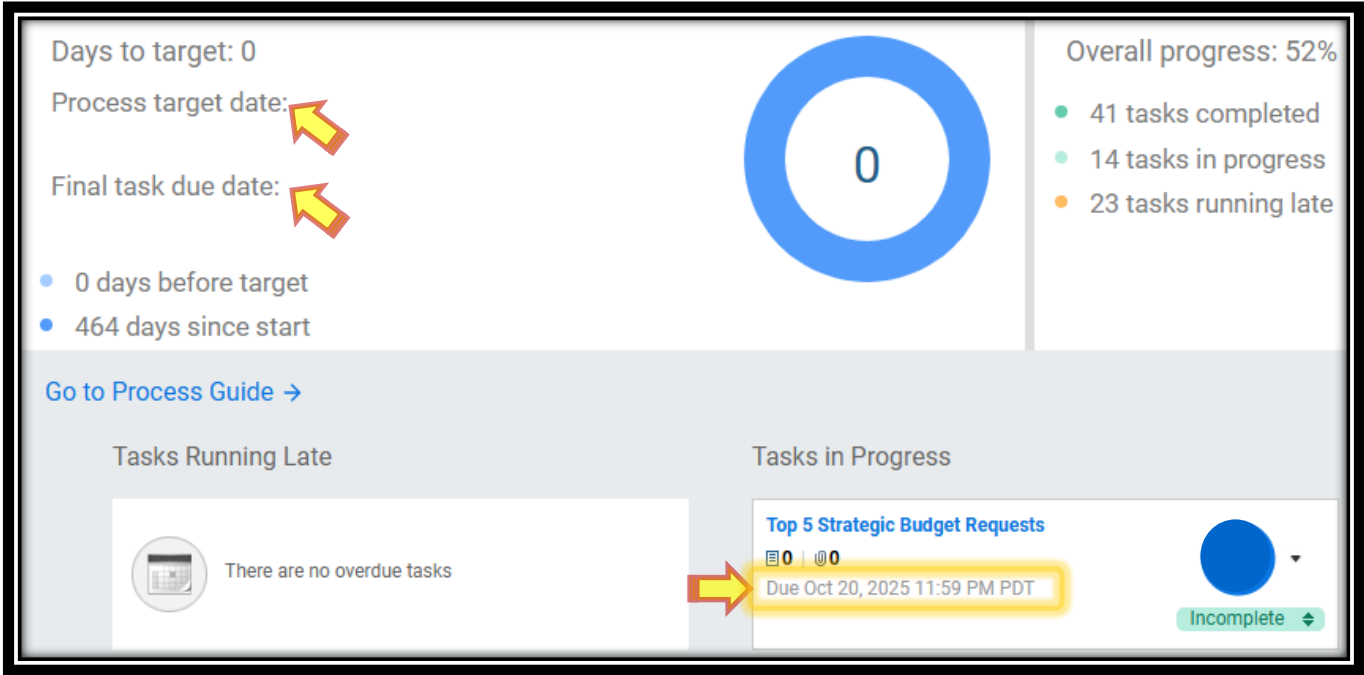 Days to target: 0
Process target date:
Final task due date:
0 days before target
464 days since start
0
Overall progress: 52%
41 tasks completed
14 tasks in progress
23 tasks running late
Go to Process Guide →
Tasks Running Late
There are no overdue tasks
Tasks in Progress
Top 5 Strategic Budget Requests
0 | 0
Due Oct 20, 2025 11:59 PM PDT
Incomplete